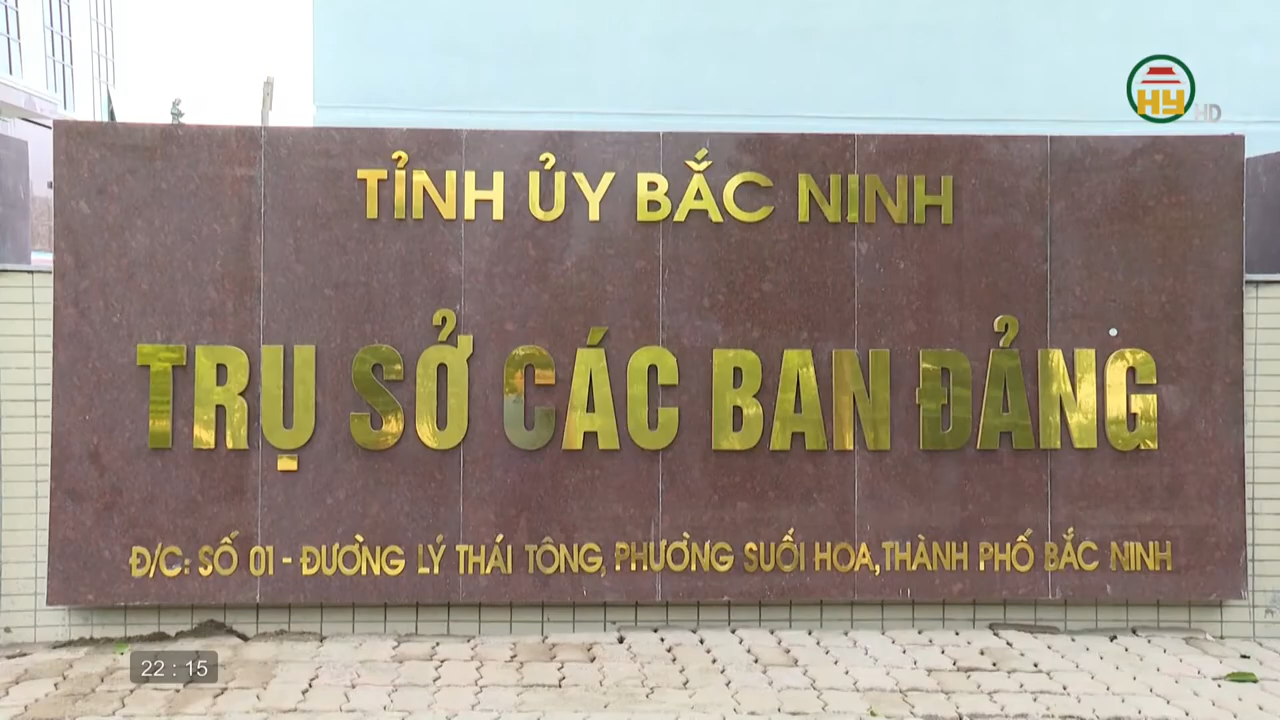 HY HD
TỈNH ỦY BẮC NINH
TRỤ SỞ CÁC BAN ĐẢNG
Đ/C: SỐ 01 - ĐƯỜNG LÝ THÁI TÔNG, PHƯỜNG SUỐI HOA, THÀNH PHỐ BẮC NINH
22 : 15